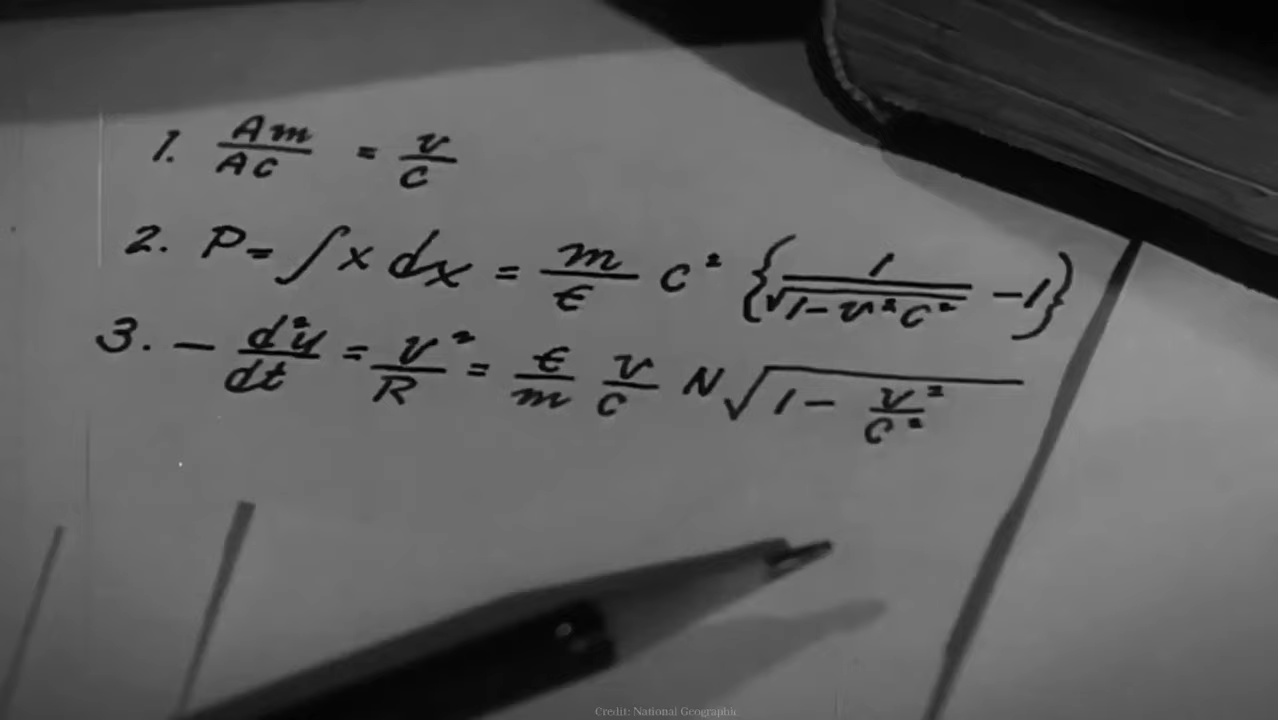 1. Am/Ac = v/c
2. P = ∫x dx = m/ϵ c² {1/√1-v²c² -1}
3. - d²y/dt = v²/R = ϵ/m v/c N√1 - v²/c²
Credit: National Geographic